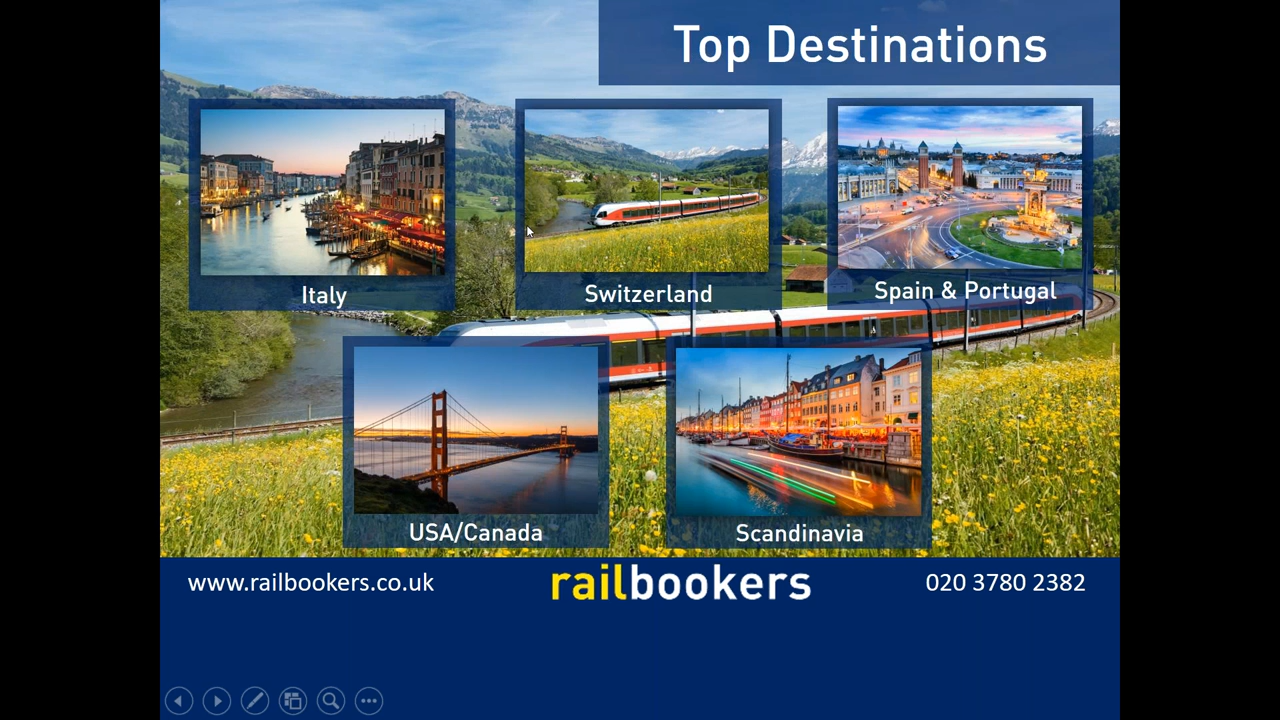 Top Destinations
Italy
Switzerland
Spain & Portugal
USA/Canada
Scandinavia
www.railbookers.co.uk
railbookers
020 3780 2382